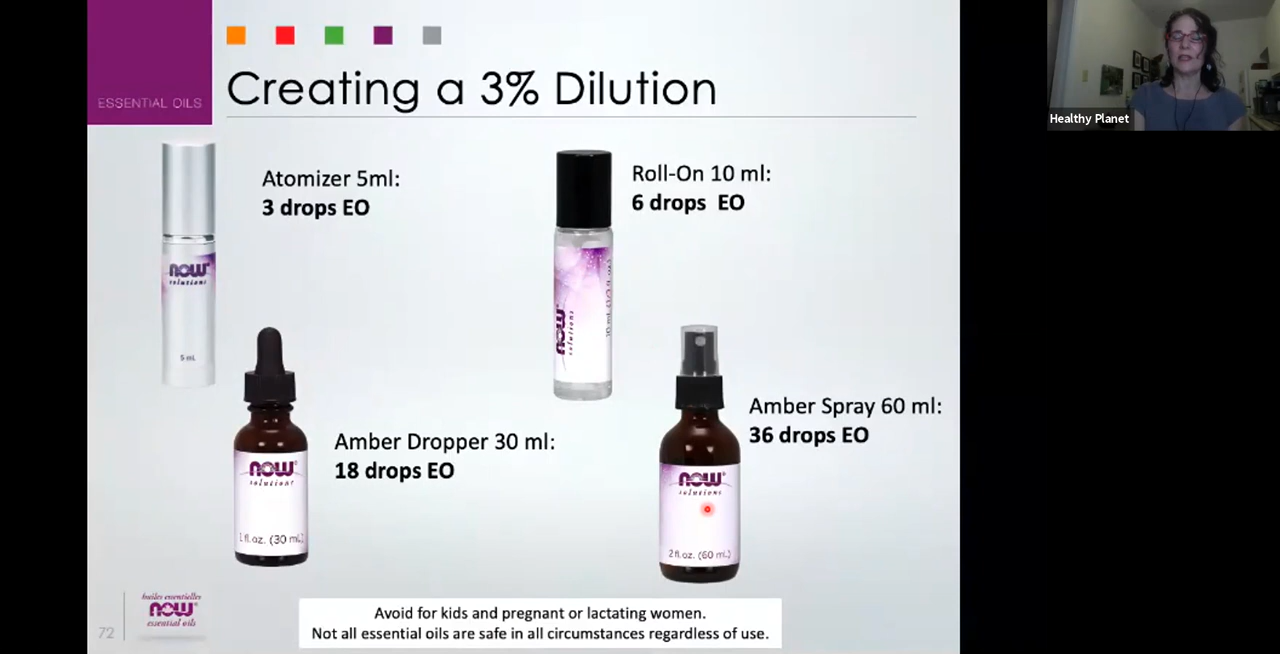 ESSENTIAL OILS
Creating a 3% Dilution
Healthy Planet
Atomizer 5ml:
3 drops EO
Roll-On 10 ml:
6 drops EO
now
solutions
5 mL
now
solutions
Amber Dropper 30 ml:
18 drops EO
now
solutions
1 fl. oz. (30 mL)
Amber Spray 60 ml:
36 drops EO
now
solutions
2 fl. oz. (60 mL)
72
huiles essentielles
now
essential oils
Avoid for kids and pregnant or lactating women.
Not all essential oils are safe in all circumstances regardless of use.